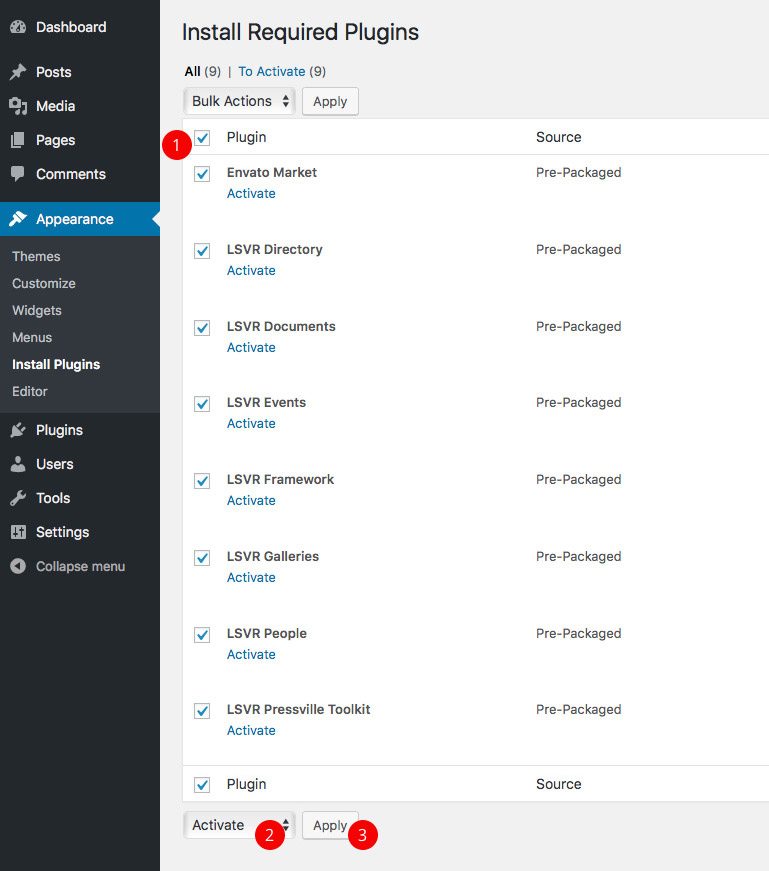 Dashboard
Posts
Media
Pages
Comments
Appearance
Themes
Customize
Widgets
Menus
Install Plugins
Editor
Plugins
Users
Tools
Settings
Collapse menu
Install Required Plugins
All (9) | To Activate (9)
Bulk Actions Apply
1 Plugin Source
Envato Market Pre-Packaged
Activate
LSVR Directory Pre-Packaged
Activate
LSVR Documents Pre-Packaged
Activate
LSVR Events Pre-Packaged
Activate
LSVR Framework Pre-Packaged
Activate
LSVR Galleries Pre-Packaged
Activate
LSVR People Pre-Packaged
Activate
LSVR Pressville Toolkit Pre-Packaged
Activate
Plugin Source
Activate 2 Apply 3